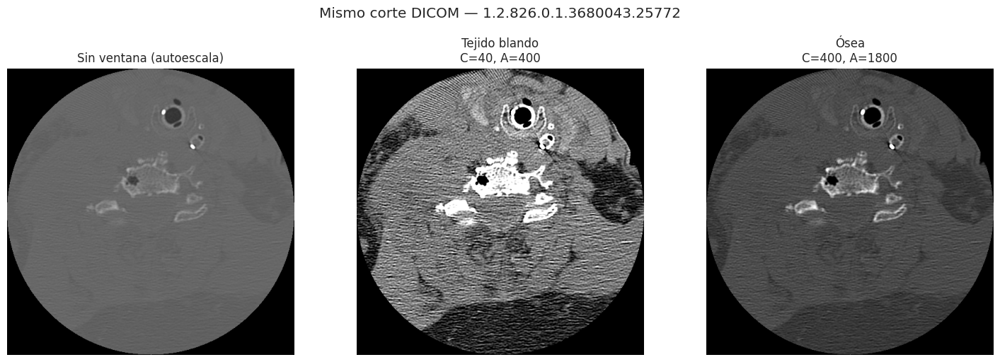 Mismo corte DICOM — 1.2.826.0.1.3680043.25772
Sin ventana (autoescala)
Tejido blando
C=40, A=400
Ósea
C=400, A=1800